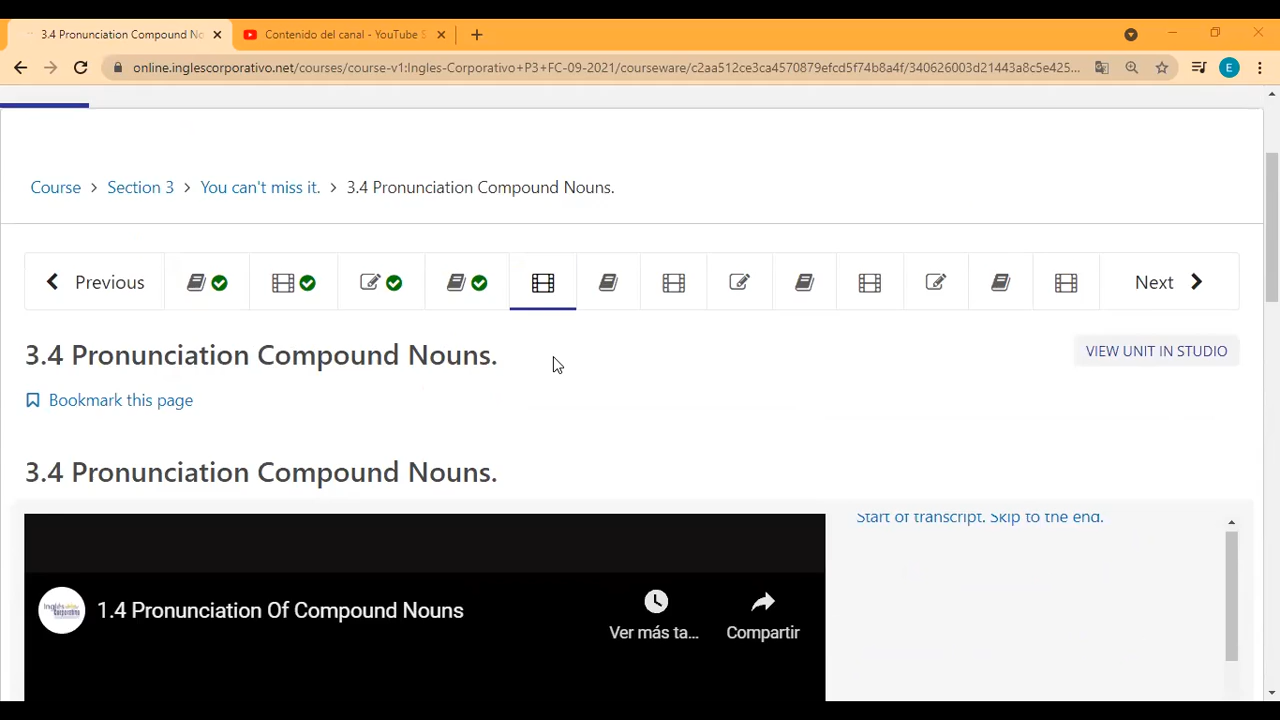 3.4 Pronunciation Compound No
Contenido del canal - YouTube S
online.inglescorporativo.net/courses/course-v1:Ingles-Corporativo+P3+FC-09-2021/courseware/c2aa512ce3ca4570879efcd5f74b8a4f/340626003d21443a8c5e425...
E
Course > Section 3 > You can't miss it. > 3.4 Pronunciation Compound Nouns.
Previous
Next
3.4 Pronunciation Compound Nouns.
VIEW UNIT IN STUDIO
Bookmark this page
3.4 Pronunciation Compound Nouns.
Start of transcript. Skip to the end.
Inglés
Corporativo
1.4 Pronunciation Of Compound Nouns
Ver más ta...
Compartir